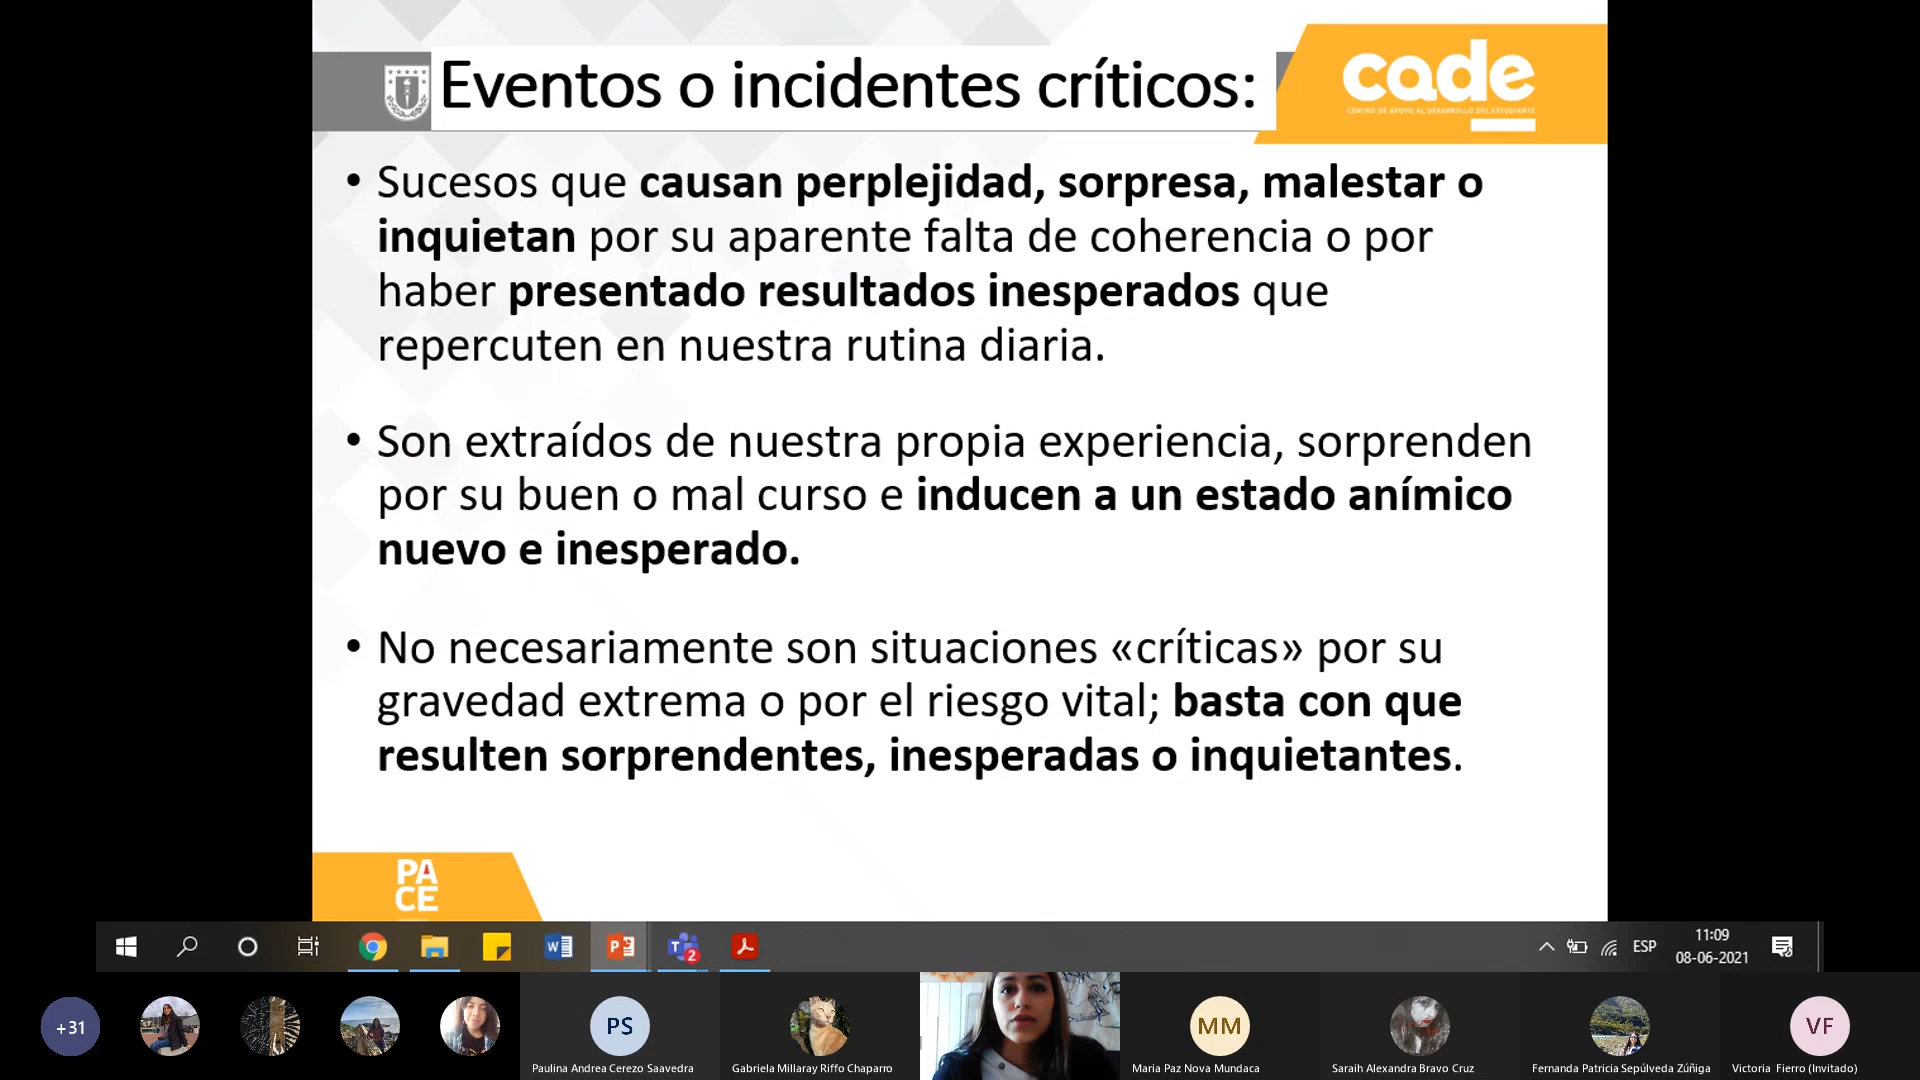 Eventos o incidentes críticos:
cade
CENTRO DE APOYO AL DESARROLLO DEL ESTUDIANTE
• Sucesos que causan perplejidad, sorpresa, malestar o
inquietan por su aparente falta de coherencia o por
haber presentado resultados inesperados que
repercuten en nuestra rutina diaria.
• Son extraídos de nuestra propia experiencia, sorprenden
por su buen o mal curso e inducen a un estado anímico
nuevo e inesperado.
• No necesariamente son situaciones «críticas» por su
gravedad extrema o por el riesgo vital; basta con que
resulten sorprendentes, inesperadas o inquietantes.
PA
CE
2
ESP
11:09
08-06-2021
+31
PS
MM
VF
Paulina Andrea Cerezo Saavedra
Gabriela Millaray Riffo Chaparro
Maria Paz Nova Mundaca
Saraih Alexandra Bravo Cruz
Fernanda Patricia Sepúlveda Zúñiga
Victoria Fierro (Invitado)